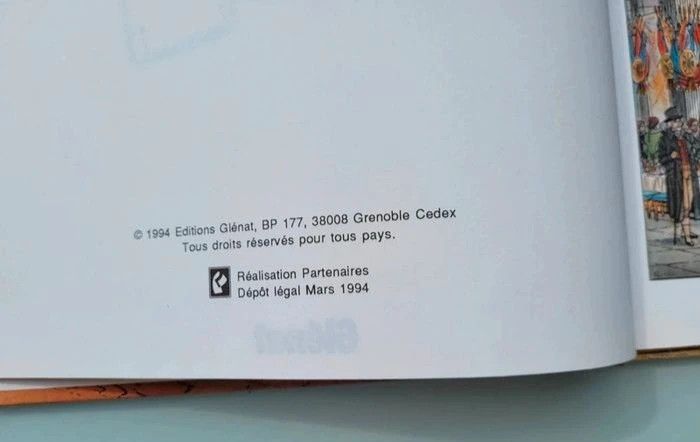 © 1994 Editions Glénat, BP 177, 38008 Grenoble Cedex
Tous droits réservés pour tous pays.
Réalisation Partenaires
Dépôt légal Mars 1994
Glénat